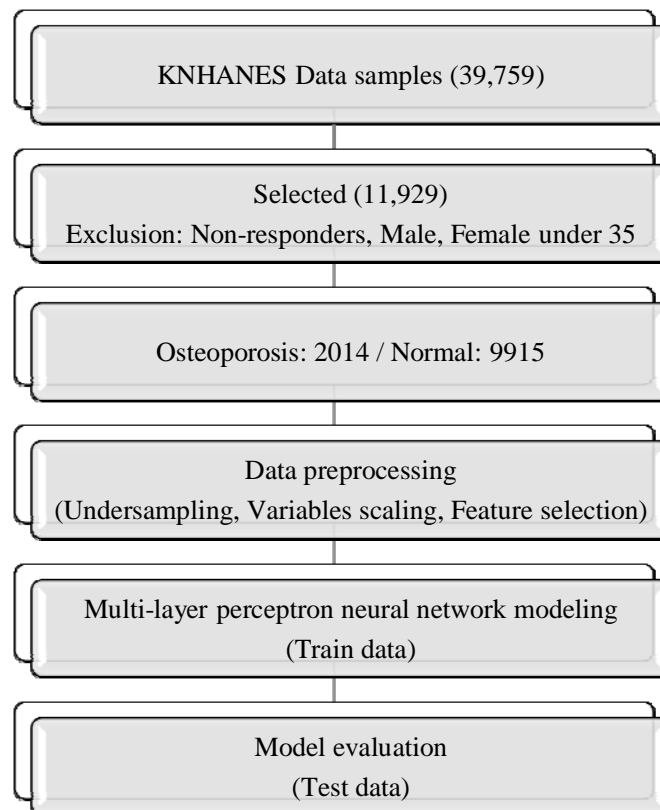 KNHANES Data samples (39,759)
Selected (11,929)
Exclusion: Non-responders, Male, Female under 35
Osteoporosis: 2014 / Normal: 9915
Data preprocessing
(Undersampling, Variables scaling, Feature selection)
Multi-layer perceptron neural network modeling
(Train data)
Model evaluation
(Test data)